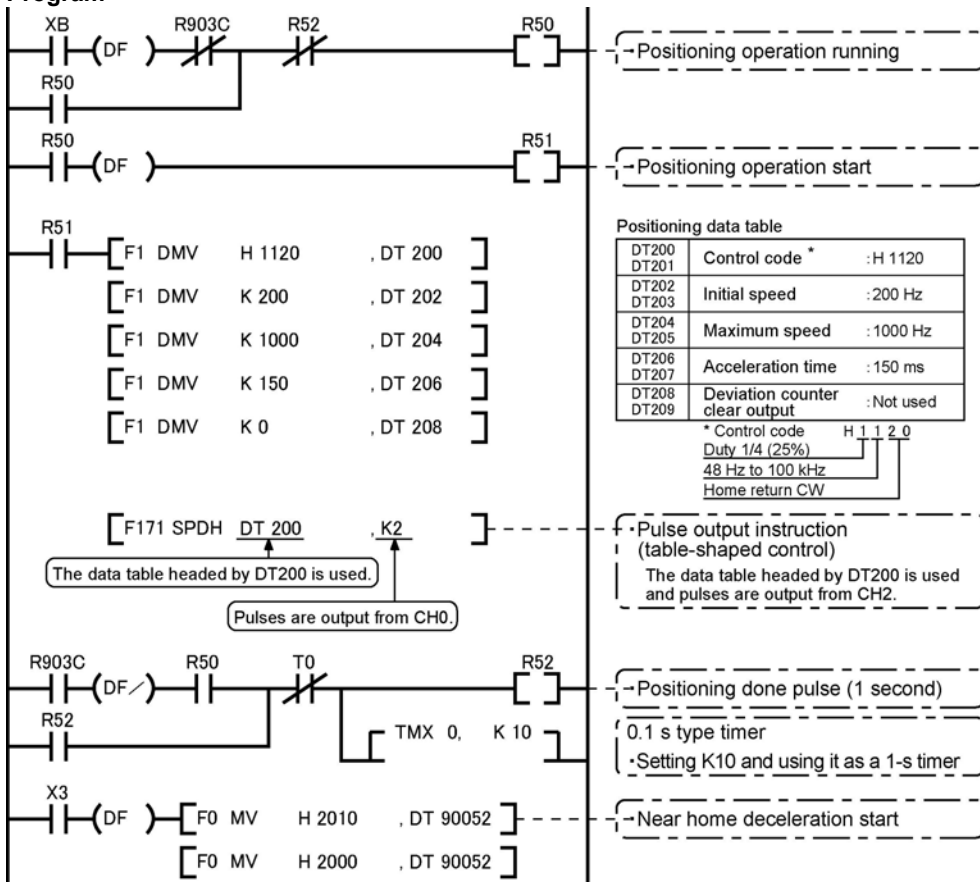 Program
XB R903C R52 R50
( DF )
·Positioning operation running
R50
R50 R51
( DF )
·Positioning operation start
R51
F1 DMV H 1120 , DT 200
F1 DMV K 200 , DT 202
F1 DMV K 1000 , DT 204
F1 DMV K 150 , DT 206
F1 DMV K 0 , DT 208
Positioning data table
DT200 DT201 Control code * : H 1120
DT202 DT203 Initial speed : 200 Hz
DT204 DT205 Maximum speed : 1000 Hz
DT206 DT207 Acceleration time : 150 ms
DT208 DT209 Deviation counter clear output : Not used
* Control code H 1 1 2 0
Duty 1/4 (25%)
48 Hz to 100 kHz
Home return CW
F171 SPDH DT 200 , K2
The data table headed by DT200 is used.
Pulses are output from CH0.
·Pulse output instruction
(table-shaped control)
The data table headed by DT200 is used
and pulses are output from CH2.
R903C R50 T0 R52
( DF/ )
·Positioning done pulse (1 second)
R52
TMX 0, K 10
0.1 s type timer
·Setting K10 and using it as a 1-s timer
X3
( DF ) F0 MV H 2010 , DT 90052
·Near home deceleration start
F0 MV H 2000 , DT 90052